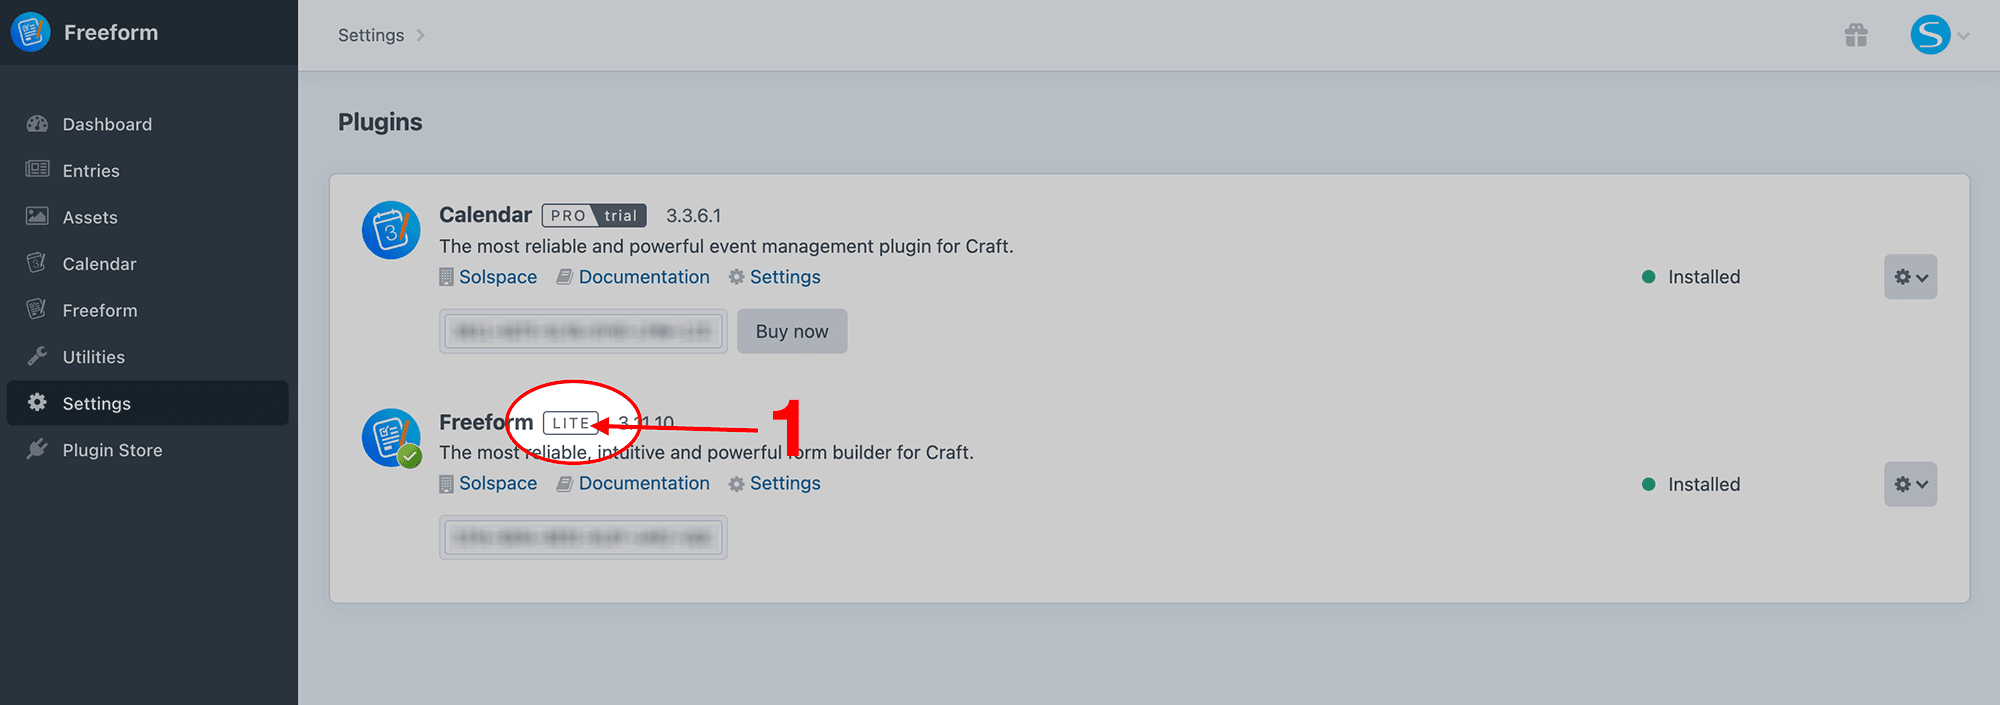 Freeform
Dashboard
Entries
Assets
Calendar
Freeform
Utilities
Settings
Plugin Store
Settings
S
Plugins
3
Calendar PRO trial 3.3.6.1
The most reliable and powerful event management plugin for Craft.
Solspace Documentation Settings
Installed
Buy now
Freeform LITE 3.11.10
1
The most reliable, intuitive and powerful form builder for Craft.
Solspace Documentation Settings
Installed